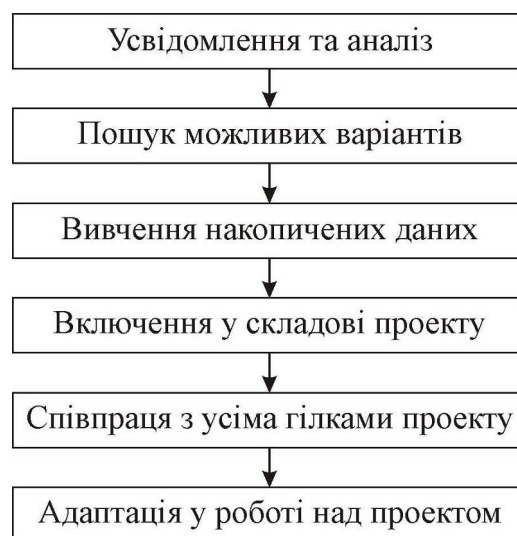 Усвідомлення та аналіз
Пошук можливих варіантів
Вивчення накопичених даних
Включення у складові проекту
Співпраця з усіма гілками проекту
Адаптація у роботі над проектом